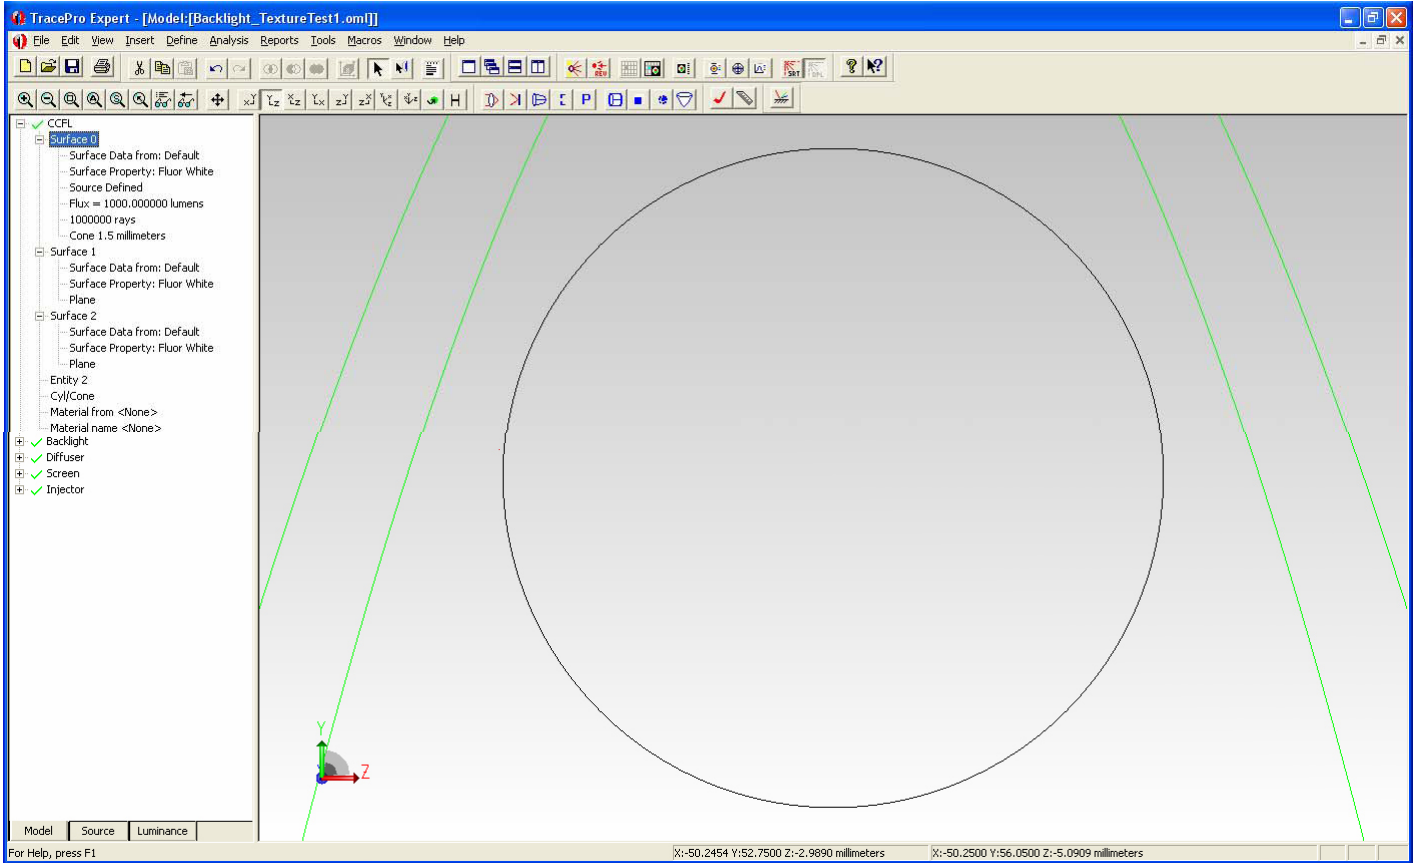 TracePro Expert - [Model:[Backlight_TextureTest1.oml]]
File Edit View Insert Define Analysis Reports Tools Macros Window Help
CCFL
Surface 0
Surface Data from: Default
Surface Property: Fluor White
Source Defined
Flux = 1000.000000 lumens
1000000 rays
Cone 1.5 millimeters
Surface 1
Surface Data from: Default
Surface Property: Fluor White
Plane
Surface 2
Surface Data from: Default
Surface Property: Fluor White
Plane
Entity 2
Cyl/Cone
Material from <None>
Material name <None>
Backlight
Diffuser
Screen
Injector
Y
Z
Model Source Luminance
For Help, press F1
X:-50.2454 Y:52.7500 Z:-2.9890 millimeters
X:-50.2500 Y:56.0500 Z:-5.0909 millimeters